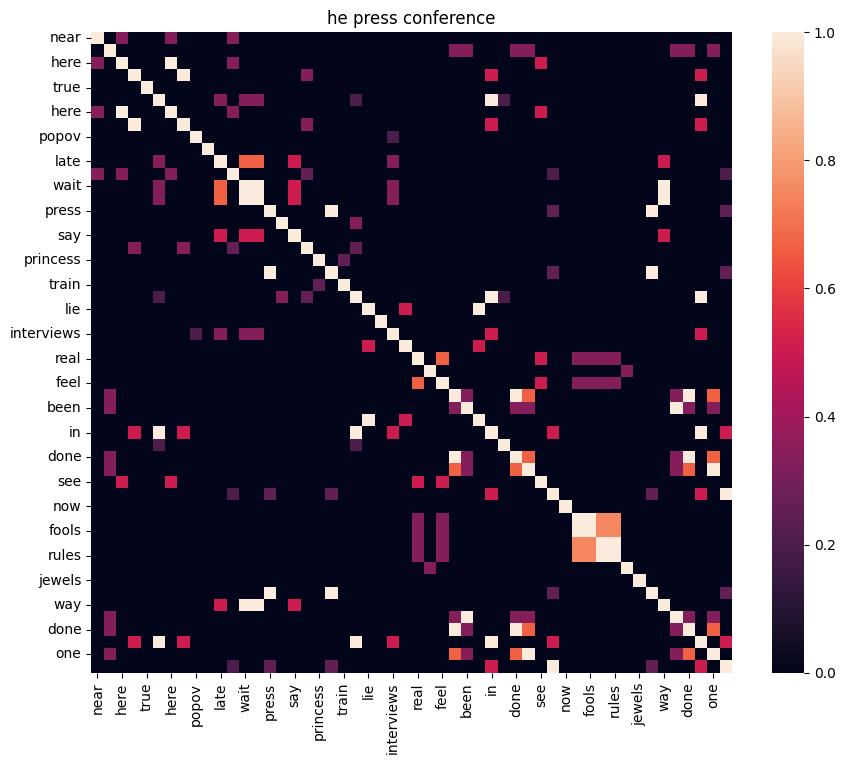 he press conference
near
here
true
here
popov
late
wait
press
say
princess
train
lie
interviews
real
feel
been
in
done
see
now
fools
rules
jewels
way
done
one
near
here
true
here
popov
late
wait
press
say
princess
train
lie
interviews
real
feel
been
in
done
see
now
fools
rules
jewels
way
done
one
1.0
0.8
0.6
0.4
0.2
0.0